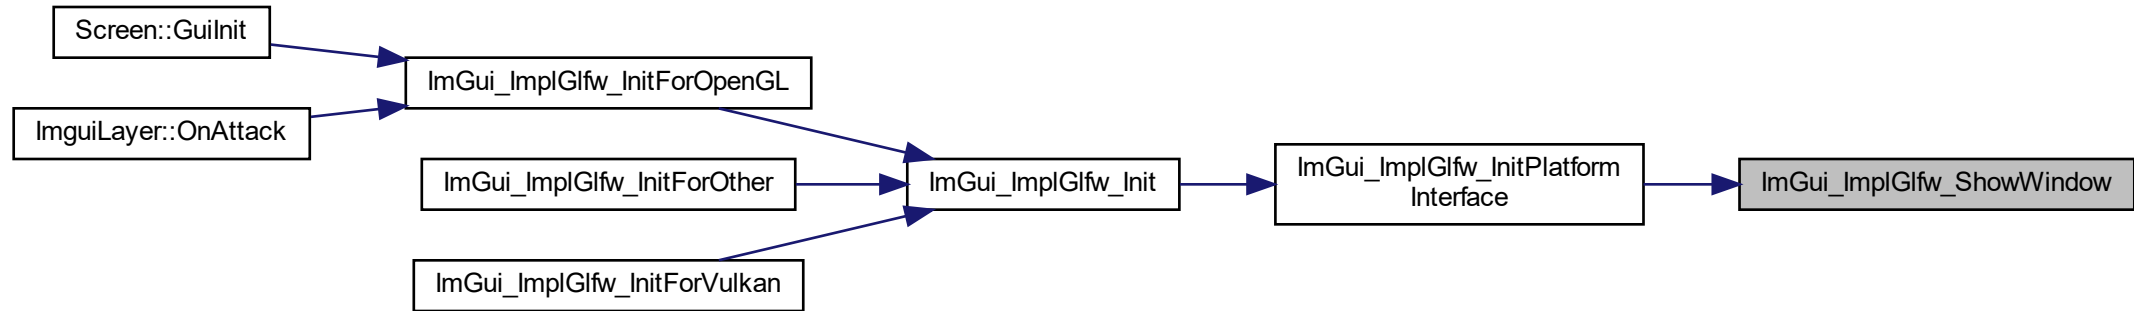 Screen::GuiInit
ImGui_ImplGlfw_InitForOpenGL
ImguiLayer::OnAttack
ImGui_ImplGlfw_InitForOther
ImGui_ImplGlfw_Init
ImGui_ImplGlfw_InitPlatform
Interface
ImGui_ImplGlfw_ShowWindow
ImGui_ImplGlfw_InitForVulkan